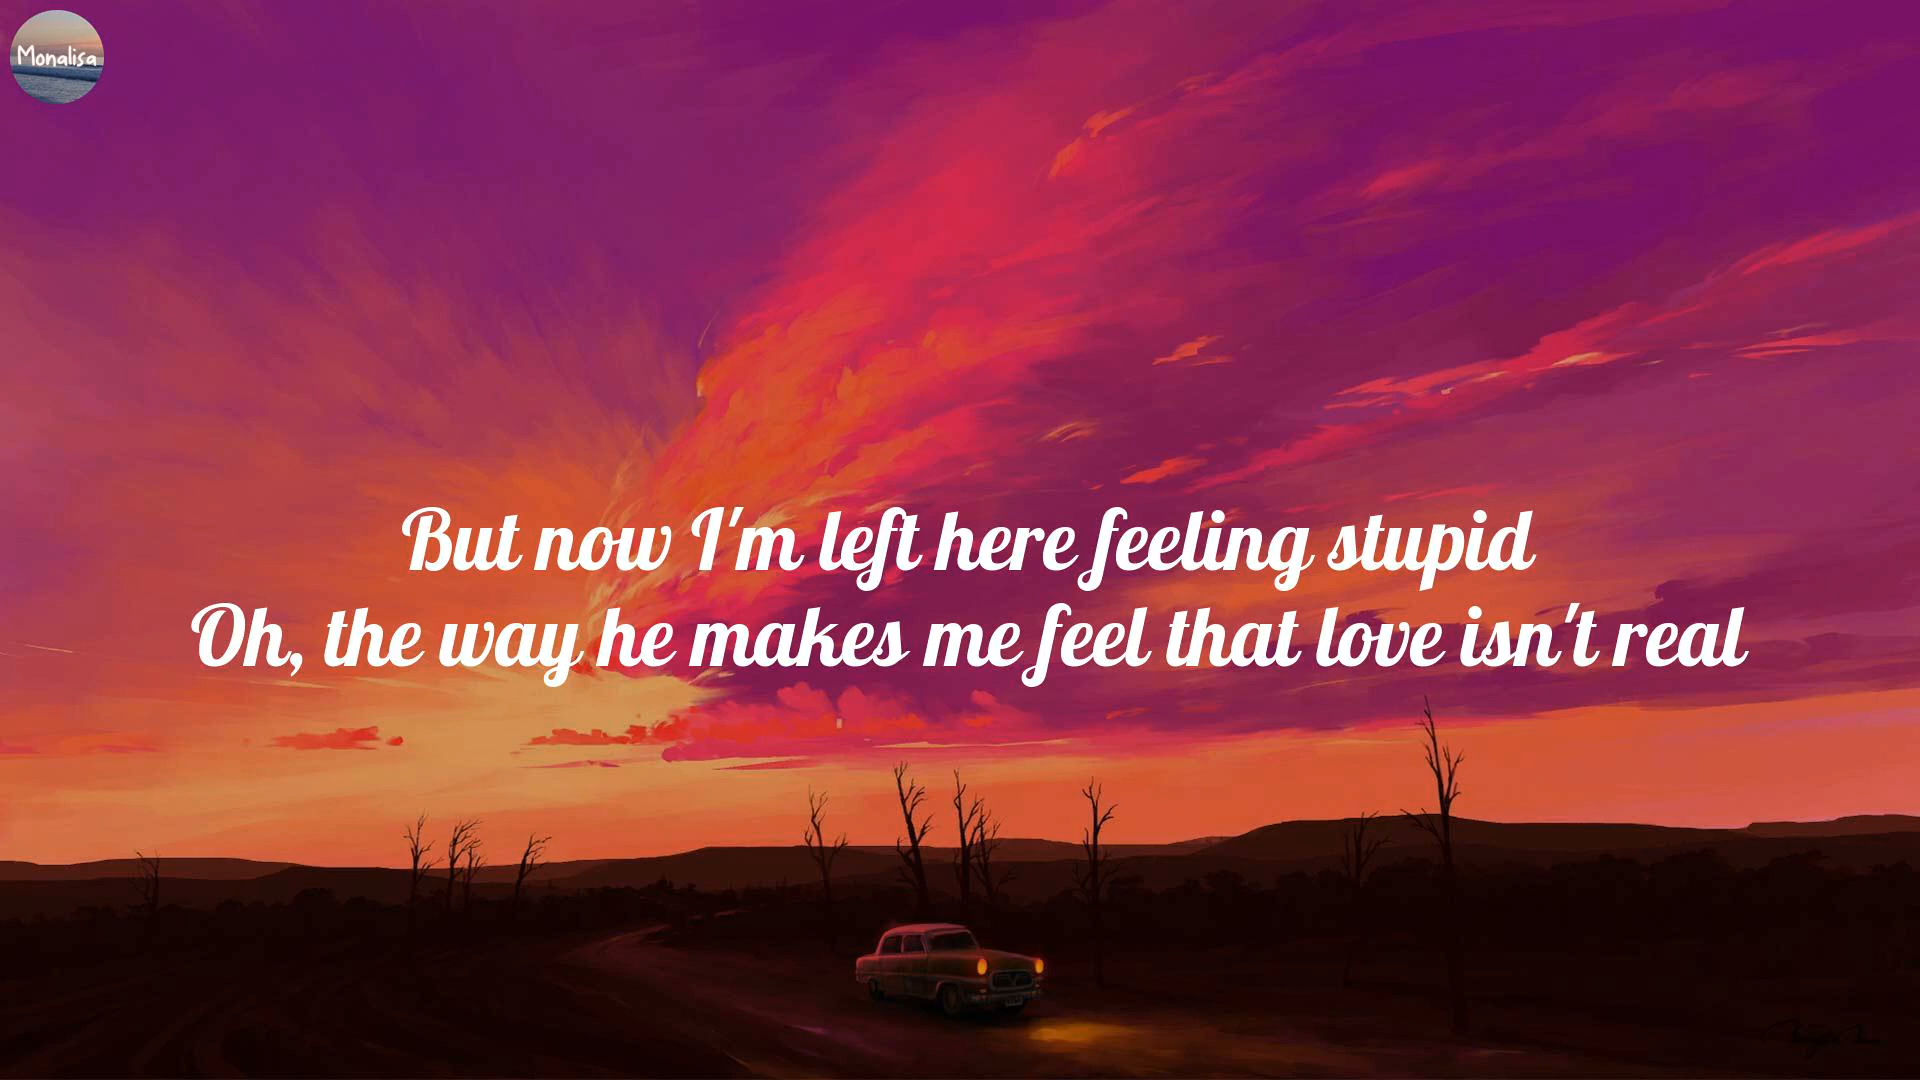 Monalisa
But now I'm left here feeling stupid
Oh, the way he makes me feel that love isn't real